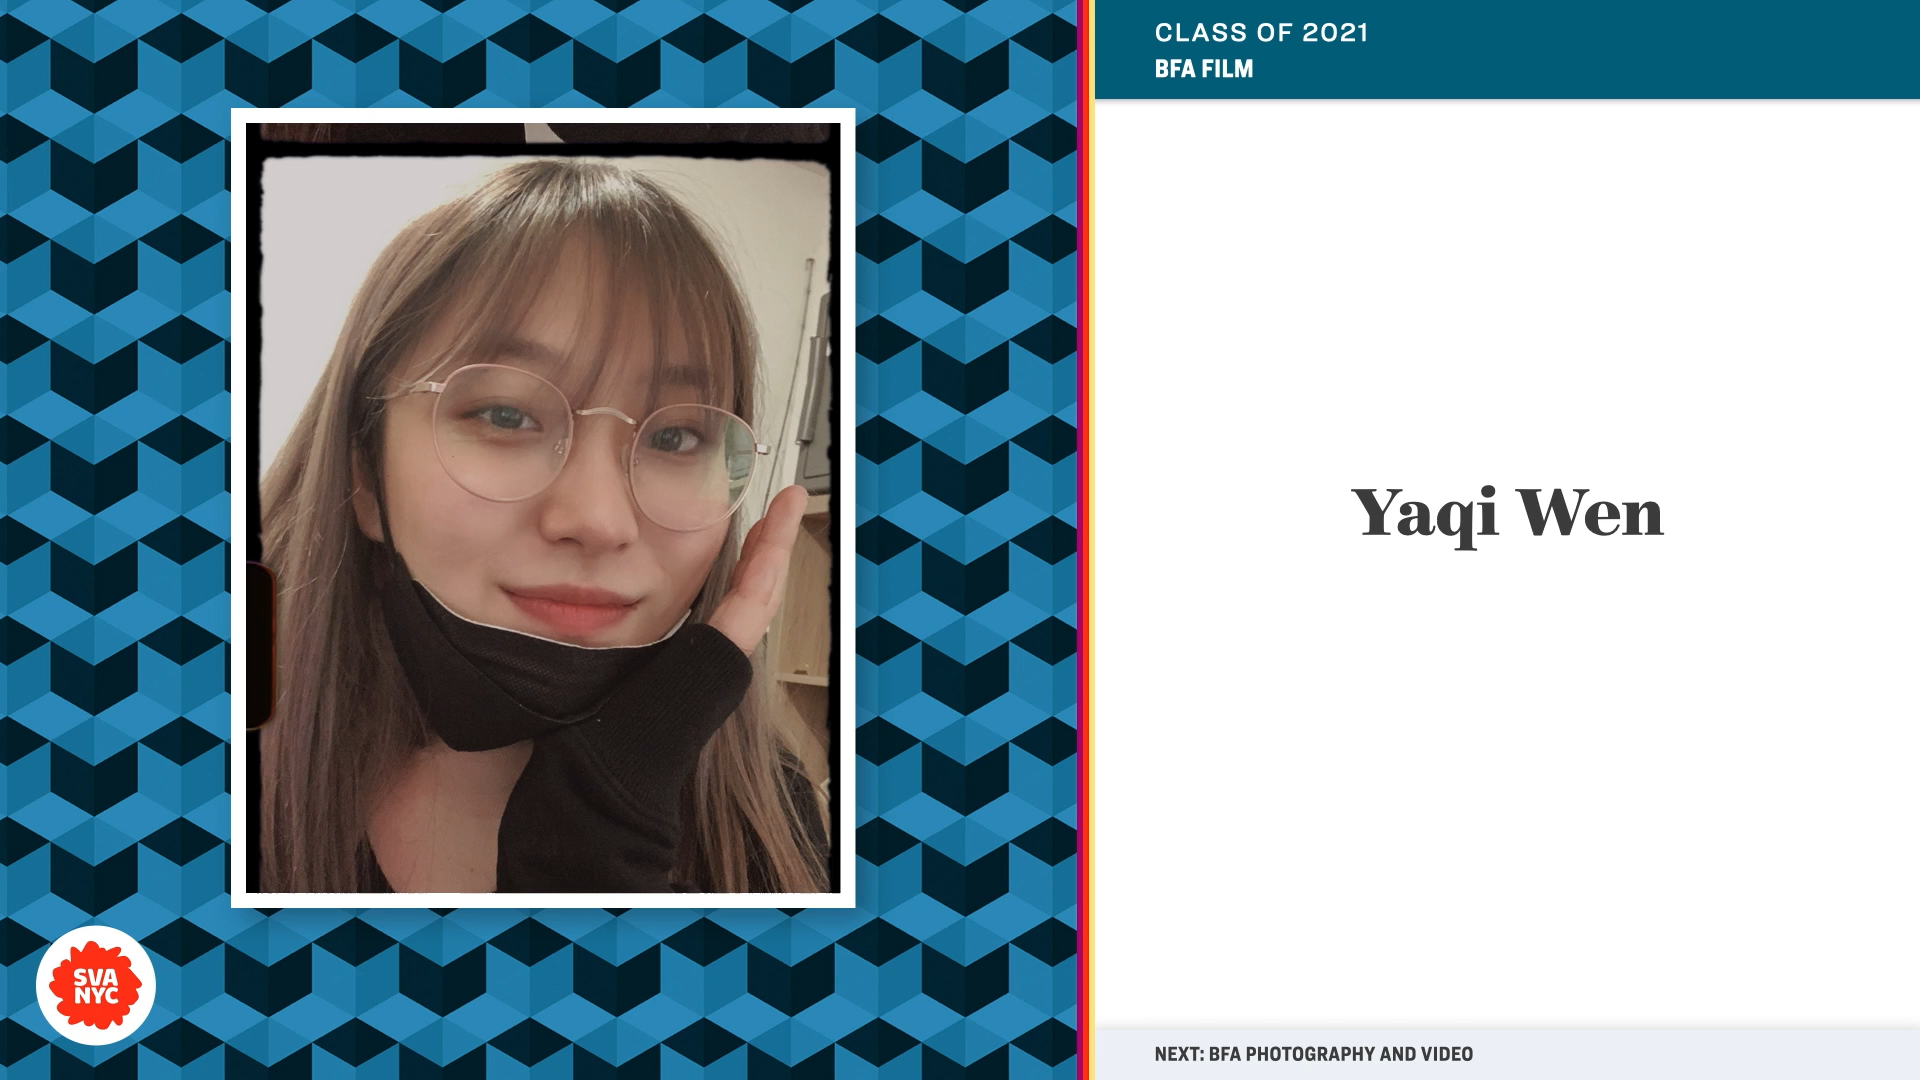 CLASS OF 2021
BFA FILM
Yaqi Wen
SVA
NYC
NEXT: BFA PHOTOGRAPHY AND VIDEO